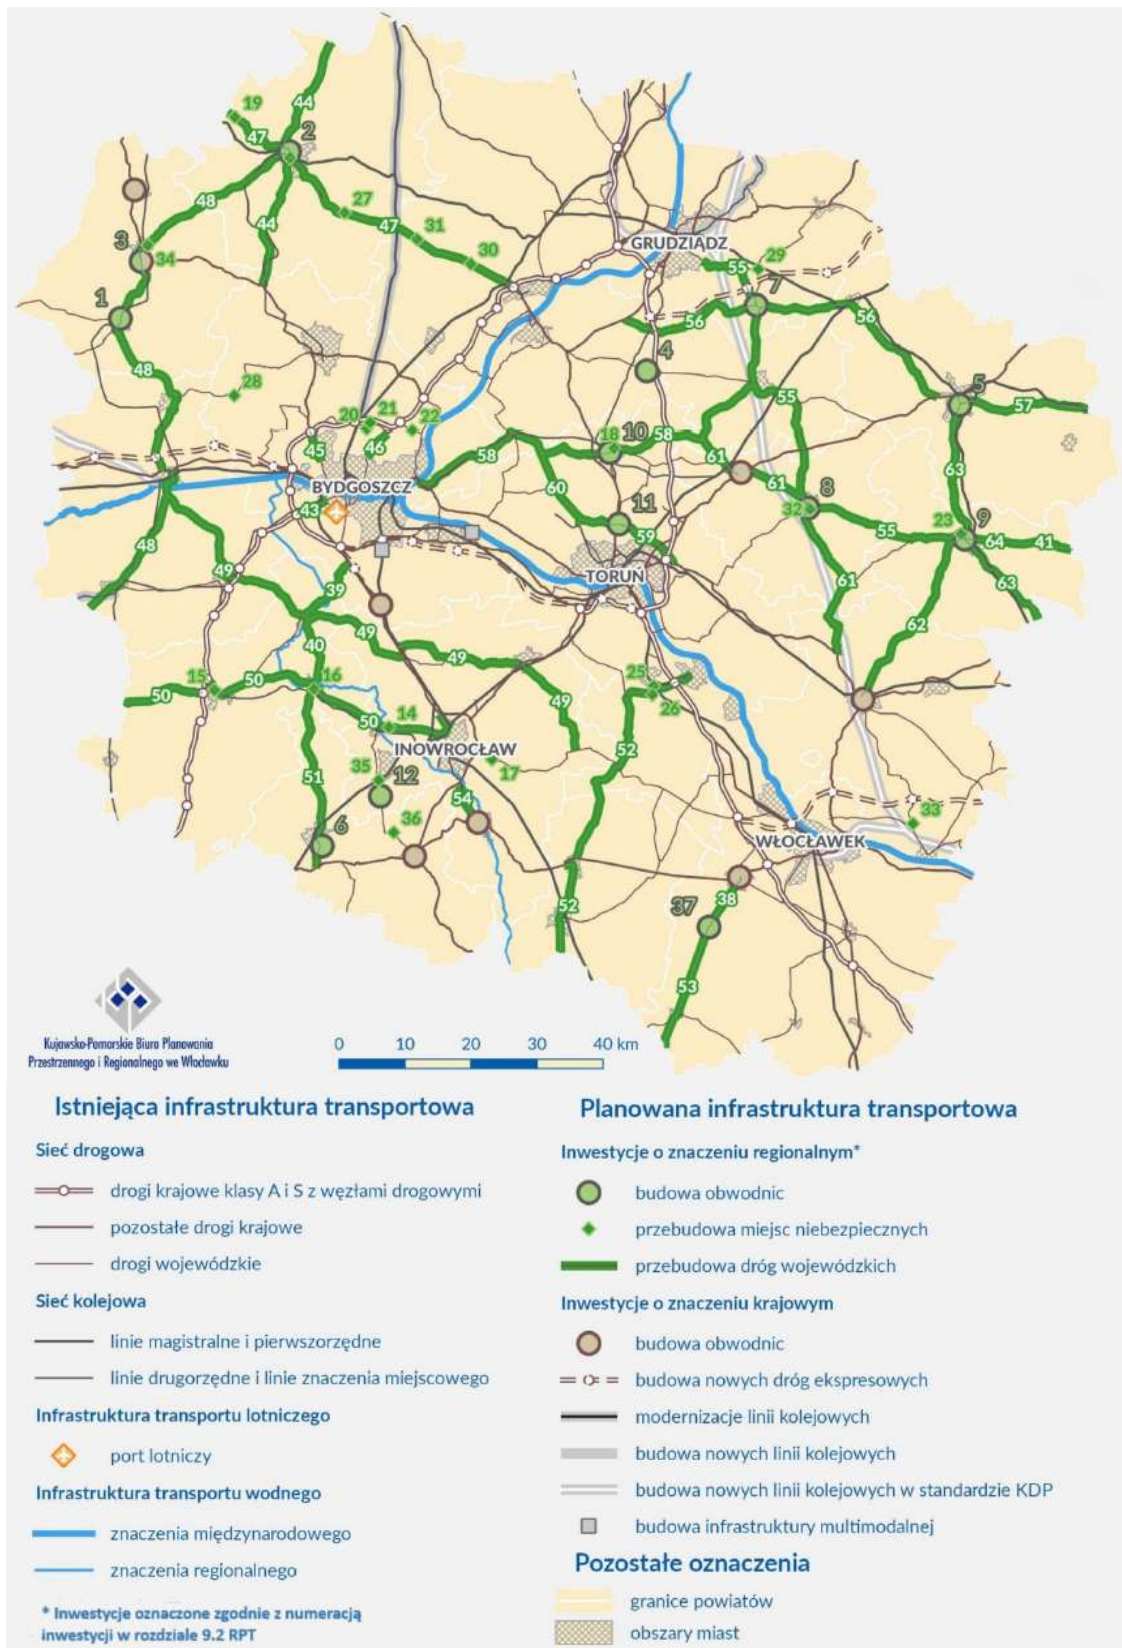 19
44
47
2
48
44
27
47
31
30
3
34
GRUDZIĄDZ
29
55
7
1
56
56
4
48
28
55
5
57
20
21
22
45
46
18
10
58
58
61
63
BYDGOSZCZ
60
61
8
43
11
32
55
23
9
64
41
48
59
49
39
TORUŃ
61
63
62
40
49
49
15
50
50
16
25
26
49
50
14
INOWROCŁAW
52
51
35
12
17
54
33
36
6
WŁOCŁAWEK
38
52
37
53
Kujawsko-Pomorskie Biuro Planowania
Przestrzennego i Regionalnego we Włocławku
0 10 20 30 40 km
Istniejąca infrastruktura transportowa
Sieć drogowa
drogi krajowe klasy A i S z węzłami drogowymi
pozostałe drogi krajowe
drogi wojewódzkie
Sieć kolejowa
linie magistralne i pierwszorzędne
linie drugorzędne i linie znaczenia miejscowego
Infrastruktura transportu lotniczego
port lotniczy
Infrastruktura transportu wodnego
znaczenia międzynarodowego
znaczenia regionalnego
* Inwestycje oznaczone zgodnie z numeracją
inwestycji w rozdziale 9.2 RPT
Planowana infrastruktura transportowa
Inwestycje o znaczeniu regionalnym*
budowa obwodnic
przebudowa miejsc niebezpiecznych
przebudowa dróg wojewódzkich
Inwestycje o znaczeniu krajowym
budowa obwodnic
budowa nowych dróg ekspresowych
modernizacje linii kolejowych
budowa nowych linii kolejowych
budowa nowych linii kolejowych w standardzie KDP
budowa infrastruktury multimodalnej
Pozostałe oznaczenia
granice powiatów
obszary miast